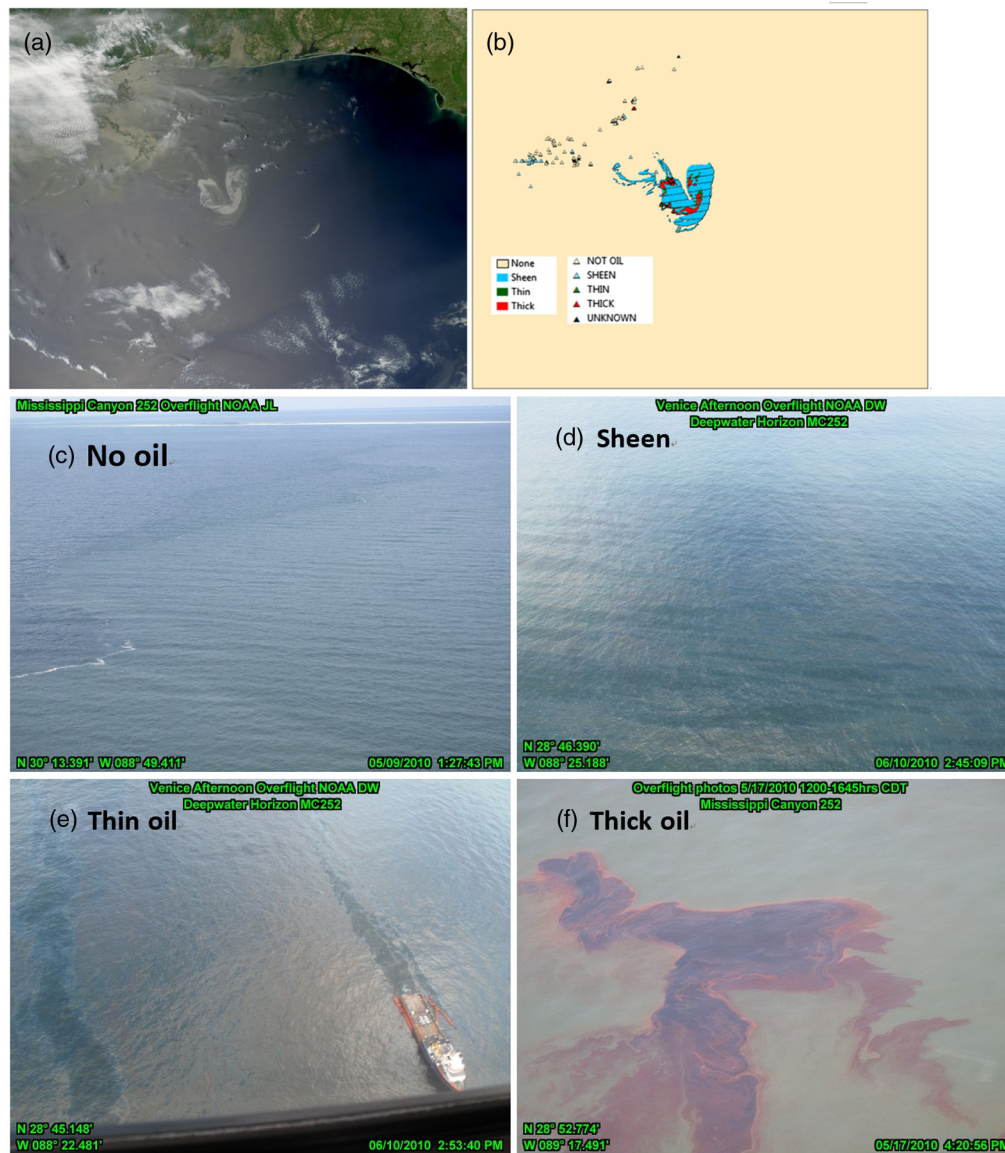 (a)
(b)
None
Sheen
Thin
Thick
NOT OIL
SHEEN
THIN
THICK
UNKNOWN
Mississippi Canyon 252 Overflight NOAA JL
(c) No oil
N 30° 13.391' W 088° 49.411'
05/09/2010 1:27:43 PM
Venice Afternoon Overflight NOAA DW
Deepwater Horizon MC252
(d) Sheen
N 28° 46.390'
W 088° 25.188'
06/10/2010 2:45:09 PM
Venice Afternoon Overflight NOAA DW
Deepwater Horizon MC252
(e) Thin oil
N 28° 45.148'
W 088° 22.481'
06/10/2010 2:53:40 PM
Overflight photos 5/17/2010 1200-1645hrs CDT
Mississippi Canyon 252
(f) Thick oil
N 28° 52.774'
W 089° 17.491'
05/17/2010 4:20:56 PM